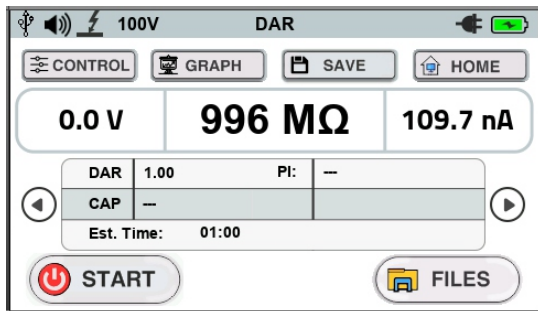 100V DAR
CONTROL GRAPH SAVE HOME
0.0 V 996 MΩ 109.7 nA
DAR 1.00 PI: ---
CAP ---
Est. Time: 01:00
START FILES